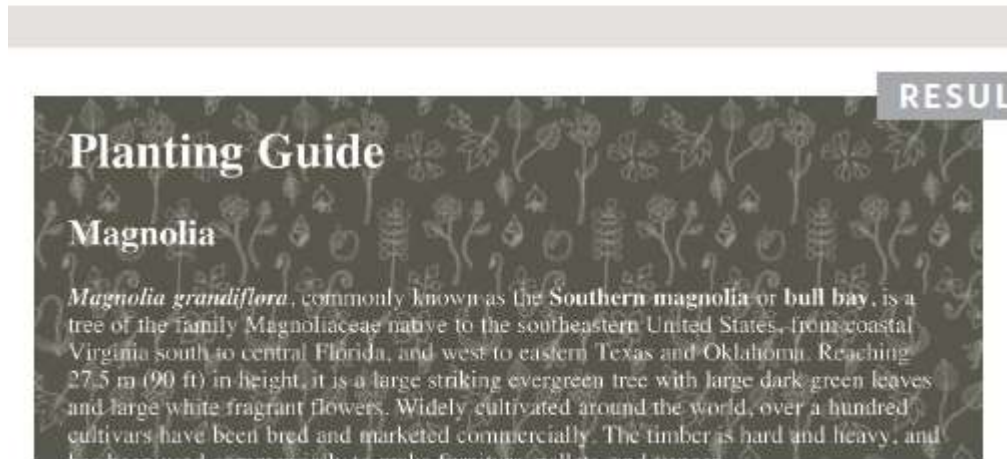 RESUL
Planting Guide
Magnolia
Magnolia grandiflora, commonly known as the Southern magnolia or bull bay, is a
tree of the family Magnoliaceae native to the southeastern United States, from coastal
Virginia south to central Florida, and west to eastern Texas and Oklahoma. Reaching
27.5 m (90 ft) in height, it is a large striking evergreen tree with large dark green leaves
and large white fragrant flowers. Widely cultivated around the world, over a hundred
cultivars have been bred and marketed commercially. The timber is hard and heavy, and